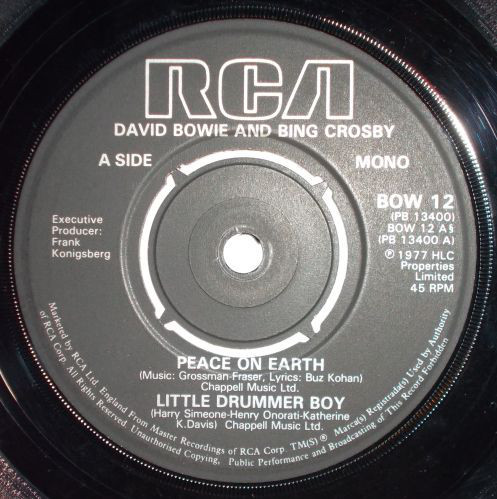 RCA
DAVID BOWIE AND BING CROSBY
A SIDE
MONO
BOW 12
(PB 13400)
BOW 12 A§
(PB 13400 A)
℗ 1977 HLC
Properties
Limited
45 RPM
Executive
Producer:
Frank
Konigsberg
PEACE ON EARTH
(Music: Grossman-Fraser, Lyrics: Buz Kohan)
Chappell Music Ltd.
LITTLE DRUMMER BOY
(Harry Simeone-Henry Onorati-Katherine
K.Davis) Chappell Music Ltd.
Marketed by RCA Ltd. England From Master Recordings of RCA Corp. TM(S) ® Marca(s) Registrada(s) Used by Authority
of RCA Corp. All Rights Reserved. Unauthorised Copying, Public Performance and Broadcasting of This Record Forbidden